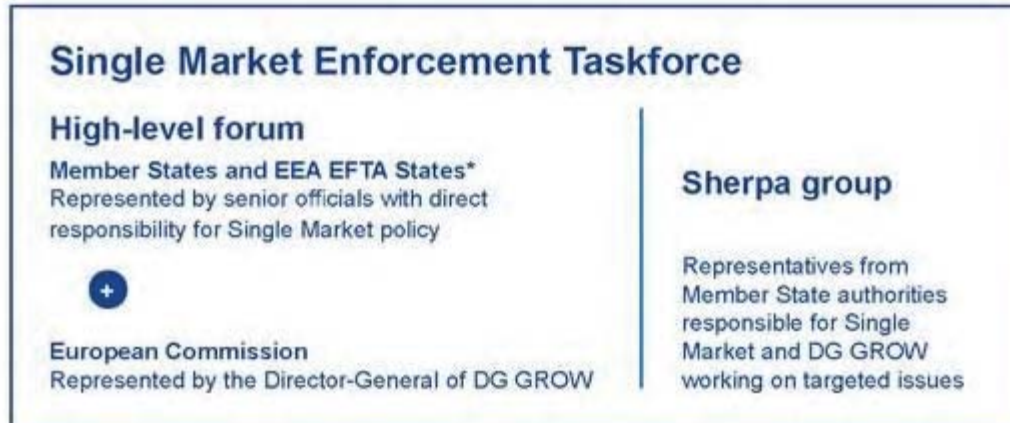 Single Market Enforcement Taskforce
High-level forum
Member States and EEA EFTA States*
Represented by senior officials with direct
responsibility for Single Market policy
+
European Commission
Represented by the Director-General of DG GROW
Sherpa group
Representatives from
Member State authorities
responsible for Single
Market and DG GROW
working on targeted issues